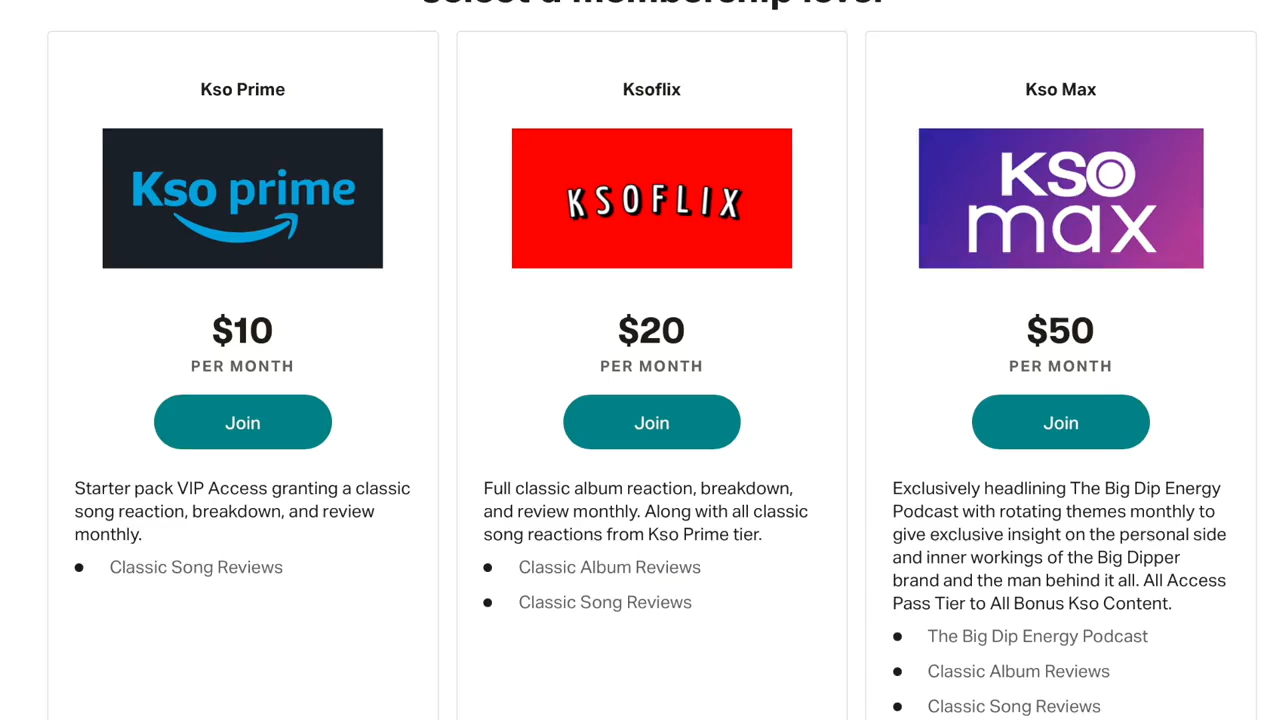 Select a membership level
Kso Prime
Kso prime
$10
PER MONTH
Join
Starter pack VIP Access granting a classic
song reaction, breakdown, and review
monthly.
Classic Song Reviews
Ksoflix
KSOFLIX
$20
PER MONTH
Join
Full classic album reaction, breakdown,
and review monthly. Along with all classic
song reactions from Kso Prime tier.
Classic Album Reviews
Classic Song Reviews
Kso Max
KSO
max
$50
PER MONTH
Join
Exclusively headlining The Big Dip Energy
Podcast with rotating themes monthly to
give exclusive insight on the personal side
and inner workings of the Big Dipper
brand and the man behind it all. All Access
Pass Tier to All Bonus Kso Content.
The Big Dip Energy Podcast
Classic Album Reviews
Classic Song Reviews